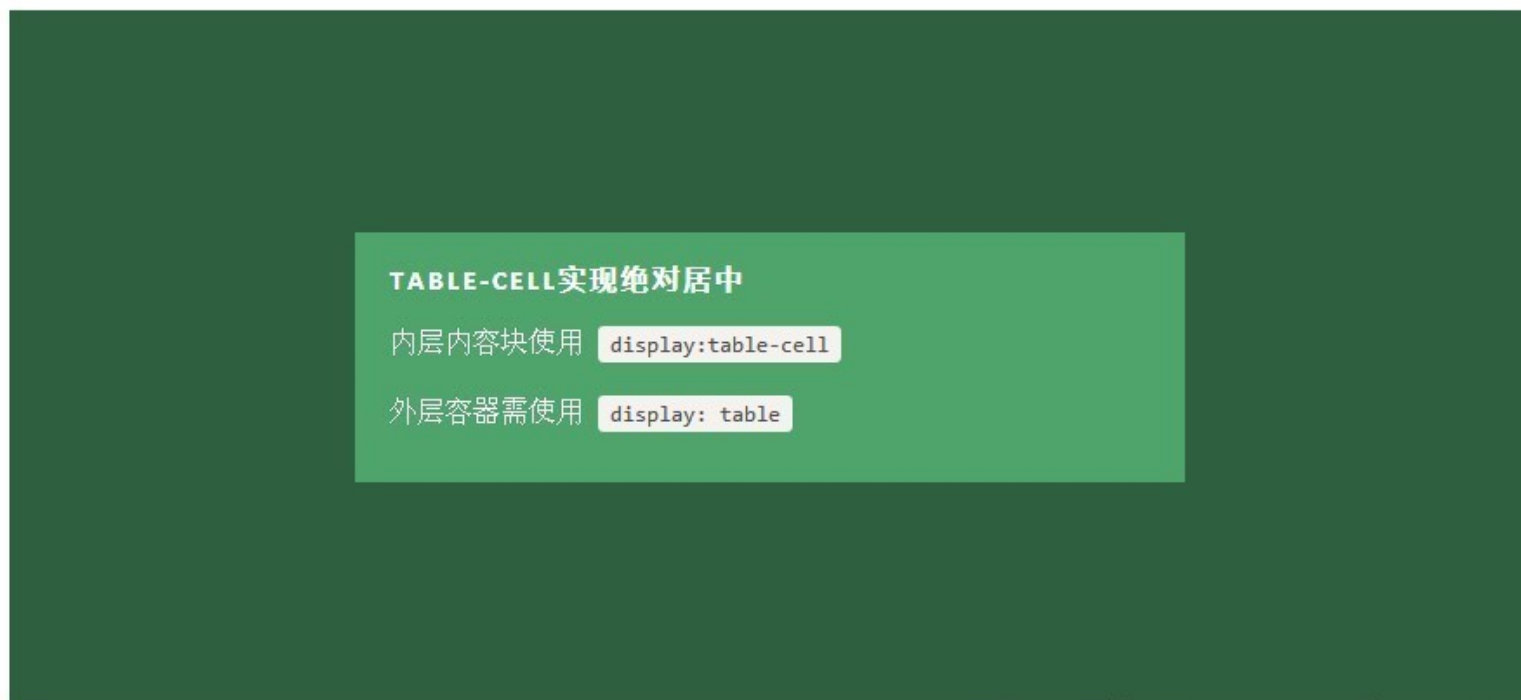 TABLE-CELL实现绝对居中
内层内容块使用 display:table-cell
外层容器需使用 display: table